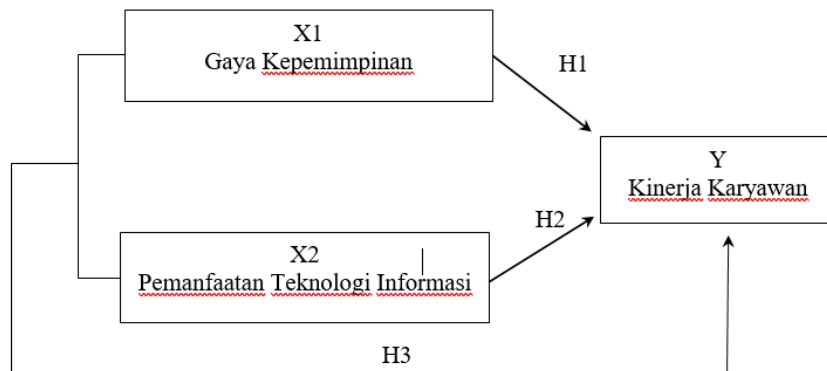 X1
Gaya Kepemimpinan
H1
Y
Kinerja Karyawan
H2
X2
Pemanfaatan Teknologi Informasi
H3